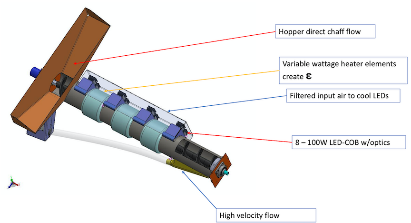 Hopper direct chaff flow
Variable wattage heater elements
create ε
Filtered input air to cool LEDs
8 – 100W LED-COB w/optics
High velocity flow